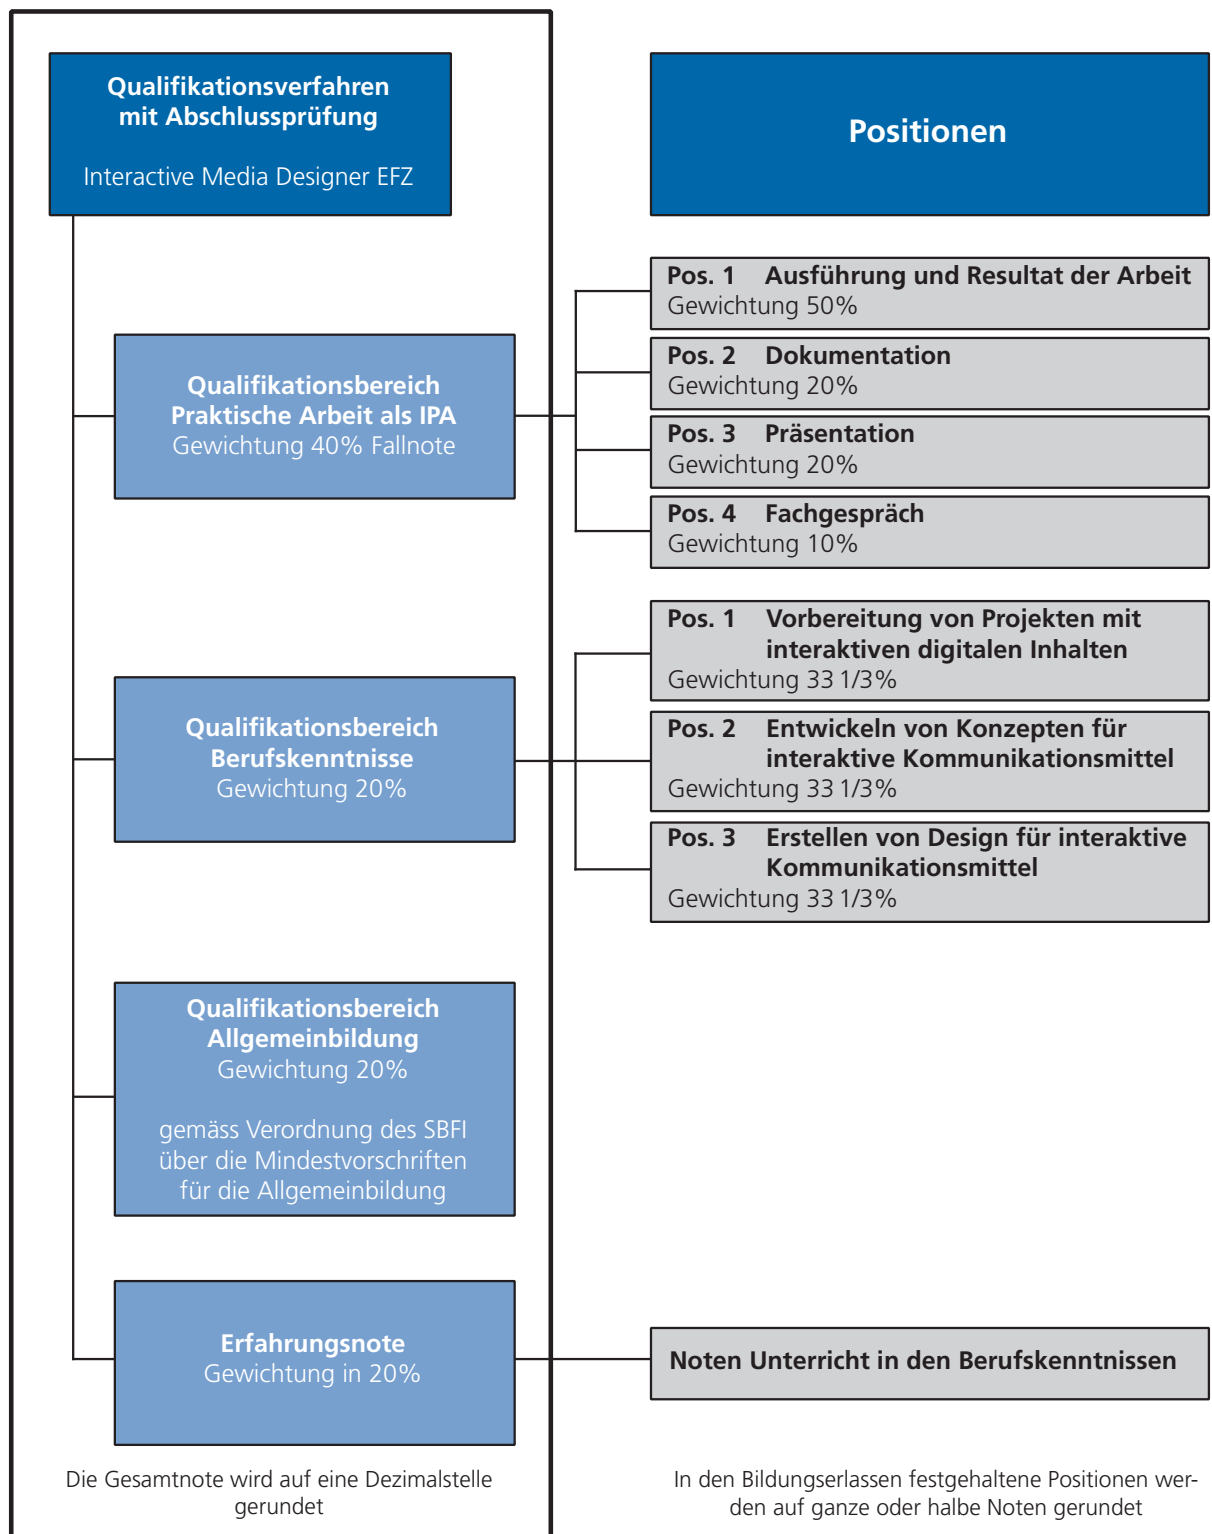 Qualifikationsverfahren
mit Abschlussprüfung
Interactive Media Designer EFZ
Positionen
Qualifikationsbereich
Praktische Arbeit als IPA
Gewichtung 40% Fallnote
Pos. 1 Ausführung und Resultat der Arbeit
Gewichtung 50%
Pos. 2 Dokumentation
Gewichtung 20%
Pos. 3 Präsentation
Gewichtung 20%
Pos. 4 Fachgespräch
Gewichtung 10%
Qualifikationsbereich
Berufskenntnisse
Gewichtung 20%
Pos. 1 Vorbereitung von Projekten mit
interaktiven digitalen Inhalten
Gewichtung 33 1/3%
Pos. 2 Entwickeln von Konzepten für
interaktive Kommunikationsmittel
Gewichtung 33 1/3%
Pos. 3 Erstellen von Design für interaktive
Kommunikationsmittel
Gewichtung 33 1/3%
Qualifikationsbereich
Allgemeinbildung
Gewichtung 20%
gemäss Verordnung des SBFI
über die Mindestvorschriften
für die Allgemeinbildung
Erfahrungsnote
Gewichtung in 20%
Noten Unterricht in den Berufskenntnissen
Die Gesamtnote wird auf eine Dezimalstelle
gerundet
In den Bildungserlassen festgehaltene Positionen wer-
den auf ganze oder halbe Noten gerundet